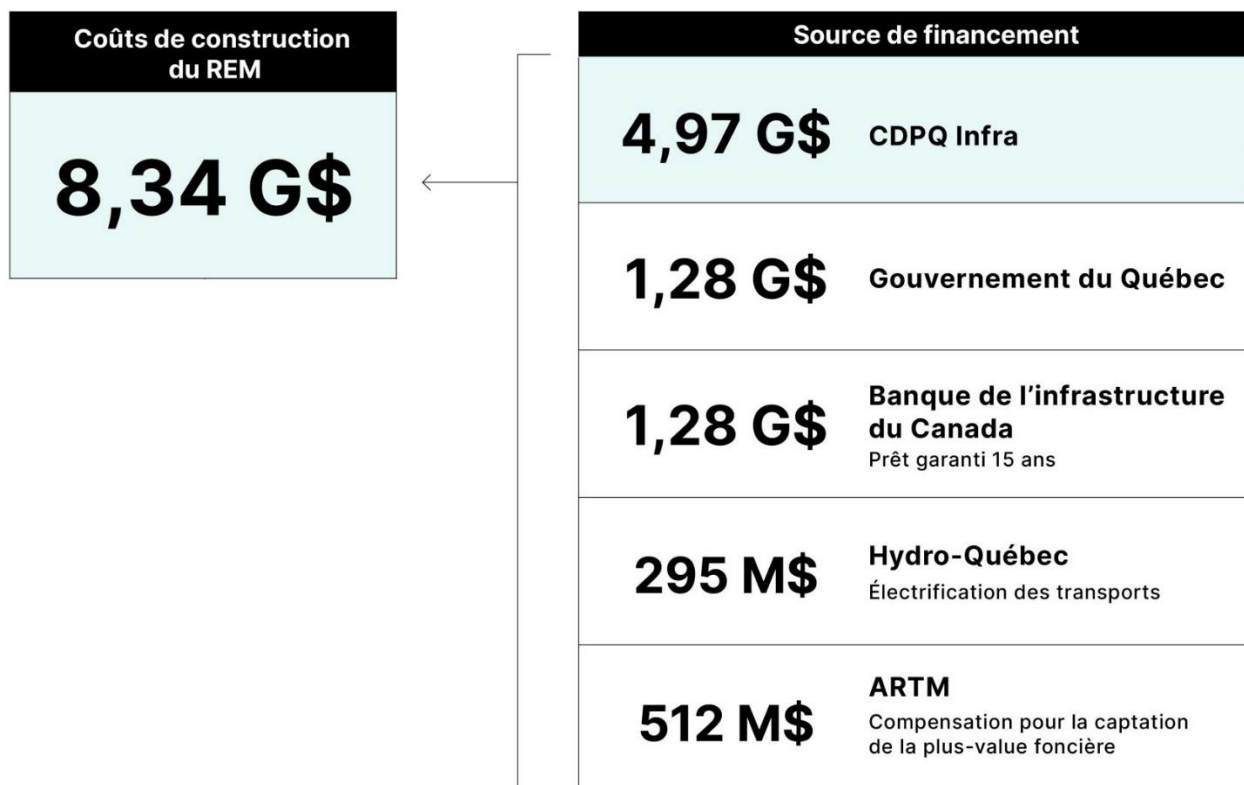 Coûts de construction
du REM
8,34 G$
Source de financement
4,97 G$ CDPQ Infra
1,28 G$ Gouvernement du Québec
1,28 G$ Banque de l’infrastructure
du Canada
Prêt garanti 15 ans
295 M$ Hydro-Québec
Électrification des transports
512 M$ ARTM
Compensation pour la captation
de la plus-value foncière